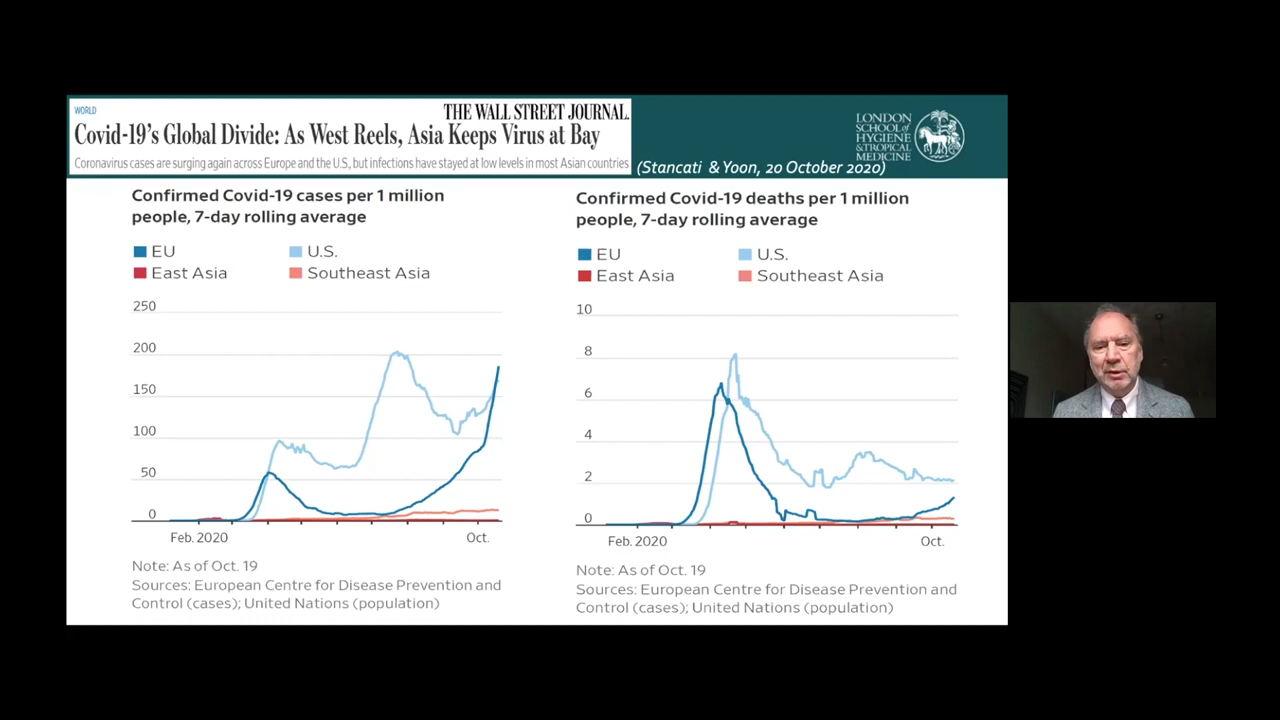 WORLD
THE WALL STREET JOURNAL.
Covid-19's Global Divide: As West Reels, Asia Keeps Virus at Bay
Coronavirus cases are surging again across Europe and the U.S., but infections have stayed at low levels in most Asian countries
(Stancati & Yoon, 20 October 2020)
LONDON
SCHOOL of
HYGIENE
& TROPICAL
MEDICINE
Confirmed Covid-19 cases per 1 million
people, 7-day rolling average
EU
U.S.
East Asia
Southeast Asia
250
200
150
100
50
0
Feb. 2020
Oct.
Note: As of Oct. 19
Sources: European Centre for Disease Prevention and
Control (cases); United Nations (population)
Confirmed Covid-19 deaths per 1 million
people, 7-day rolling average
EU
U.S.
East Asia
Southeast Asia
10
8
6
4
2
0
Feb. 2020
Oct.
Note: As of Oct. 19
Sources: European Centre for Disease Prevention and
Control (cases); United Nations (population)